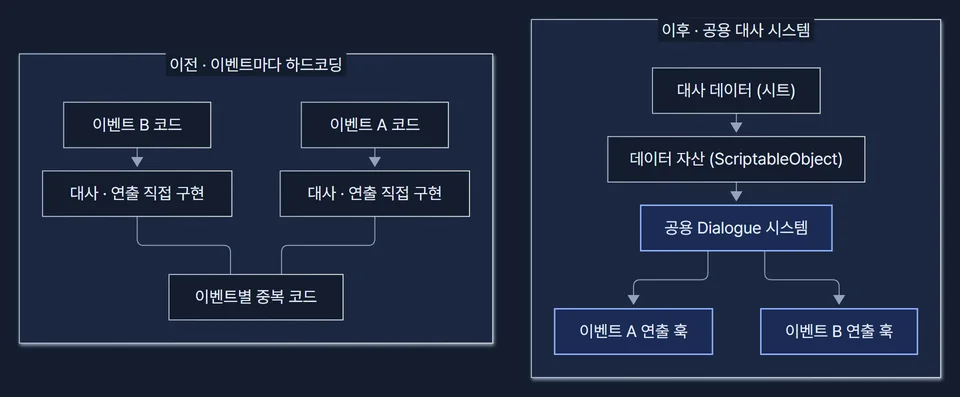 이전 · 이벤트마다 하드코딩
이벤트 B 코드
이벤트 A 코드
대사 · 연출 직접 구현
대사 · 연출 직접 구현
이벤트별 중복 코드
이후 · 공용 대사 시스템
대사 데이터 (시트)
데이터 자산 (ScriptableObject)
공용 Dialogue 시스템
이벤트 A 연출 훅
이벤트 B 연출 훅